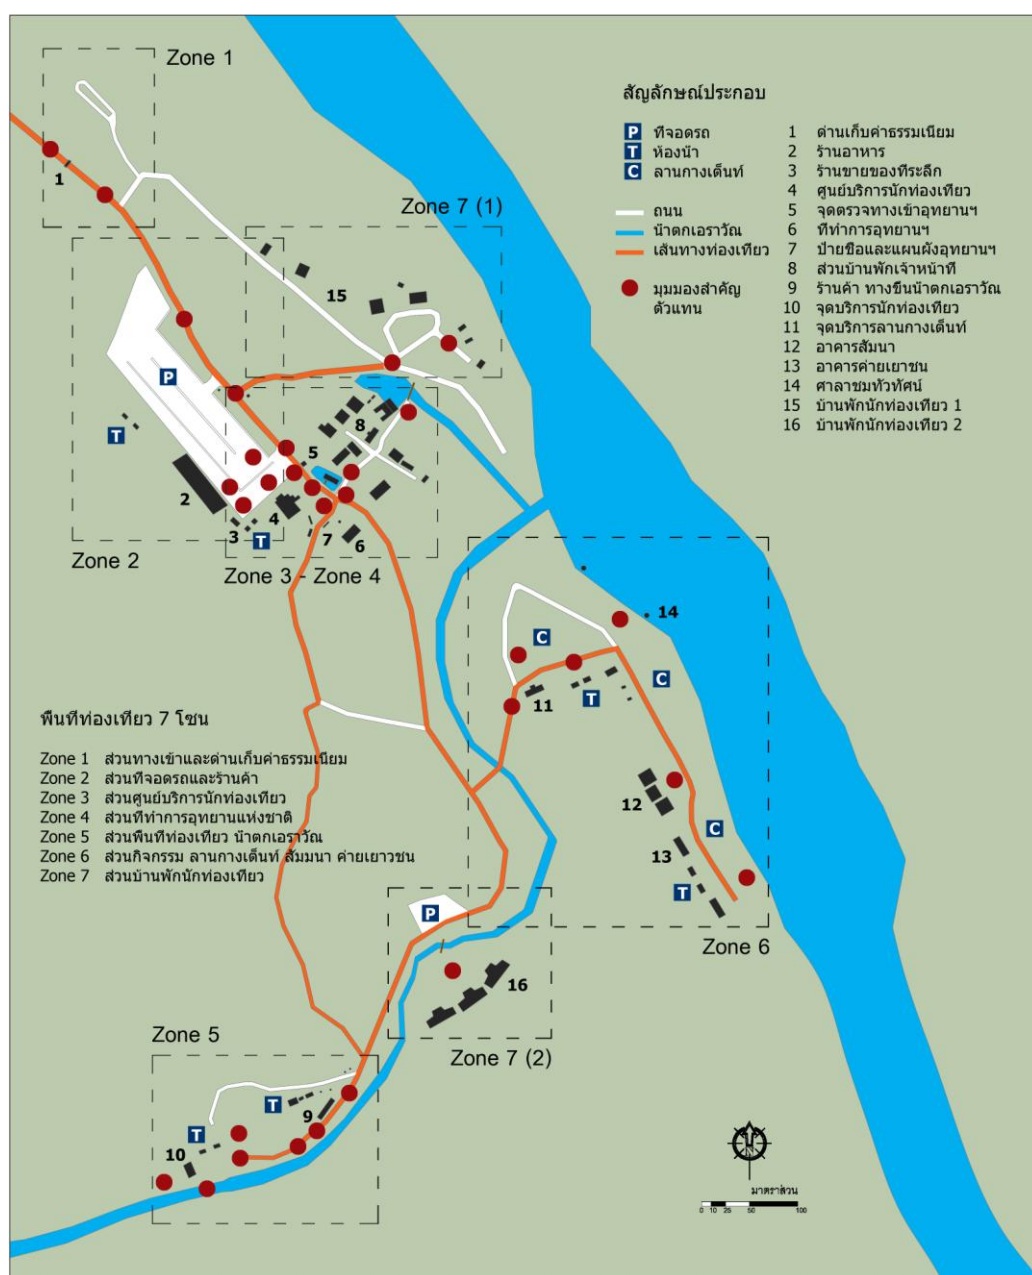 Zone 1
สัญลักษณ์ประกอบ
P ทีจอดรถ
T ห้องน้า
C ลานกางเต็นท์
ถนน
น้าตกเอราวัณ
เส้นทางท่องเทียว
มุมมองสำคัญ
ตัวแทน
1 ด่านเก็บค่าธรรมเนียม
2 ร้านอาหาร
3 ร้านขายของทีระลึก
4 ศูนย์บริการนักท่องเทียว
5 จุดตรวจทางเข้าอุทยานฯ
6 ทีทำการอุทยานฯ
7 ป้ายชือและแผนผังอุทยานฯ
8 ส่วนบ้านพักเจ้าหน้าที
9 ร้านค้า ทางขึนน้าตกเอราวัณ
10 จุดบริการนักท่องเทียว
11 จุดบริการลานกางเต็นท์
12 อาคารสัมนา
13 อาคารค่ายเยาชน
14 ศาลาชมทัวทัศน์
15 บ้านพักนักท่องเทียว 1
16 บ้านพักนักท่องเทียว 2
1
Zone 7 (1)
15
P
T
8
5
2
4
3
T
7
6
Zone 2
Zone 3 - Zone 4
14
C
C
11
T
12
C
13
T
Zone 6
พืนทีท่องเทียว 7 โซน
Zone 1 ส่วนทางเข้าและด่านเก็บค่าธรรมเนียม
Zone 2 ส่วนทีจอดรถและร้านค้า
Zone 3 ส่วนศูนย์บริการนักท่องเทียว
Zone 4 ส่วนทีทำการอุทยานแห่งชาติ
Zone 5 ส่วนพืนทีท่องเทียว น้าตกเอราวัณ
Zone 6 ส่วนกิจกรรม ลานกางเต็นท์ สัมมนา ค่ายเยาวชน
Zone 7 ส่วนบ้านพักนักท่องเทียว
P
16
Zone 7 (2)
Zone 5
T
9
T
10
มาตราส่วน
0 10 25 50 100